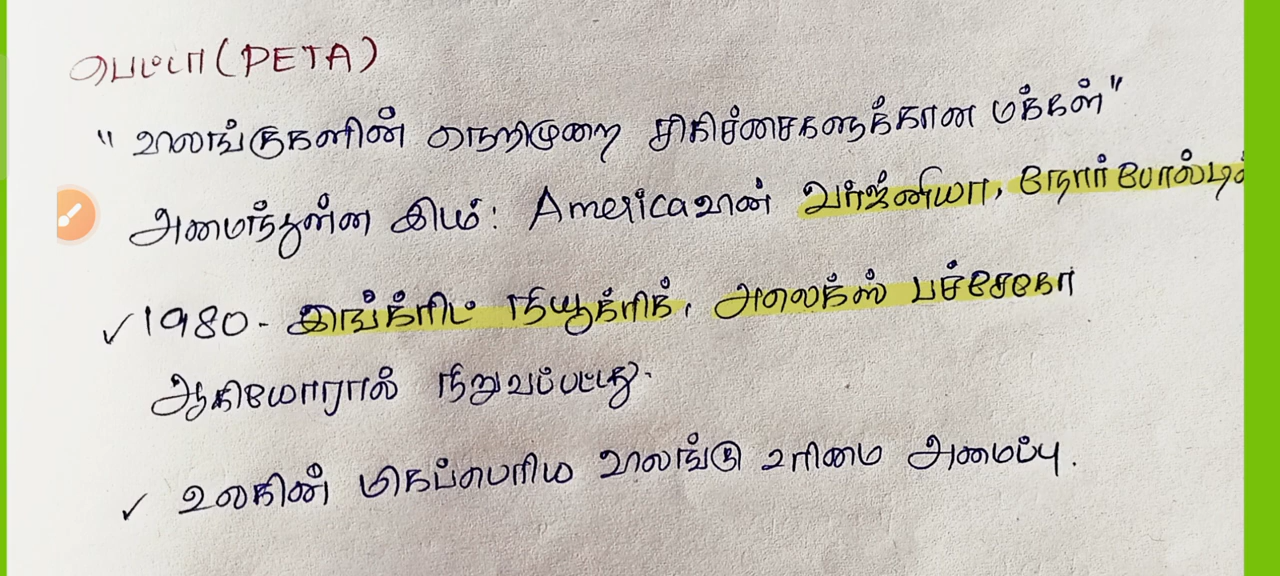 பெட்டா (PETA)
"விலங்குகளின் நெறிமுறை சிகிச்சைகளுக்கான மக்கள்"
அமைந்துள்ள இடம்: Americaவின் வர்ஜினியா, நோர்போல்டிக்
✓ 1980 - இங்க்ரிட் நியூக்ரிக், அலெக்ஸ் பச்சேகோ
ஆகியோரால் நிறுவப்பட்டது.
✓ உலகின் மிகப்பெரிய விலங்கு உரிமை அமைப்பு.